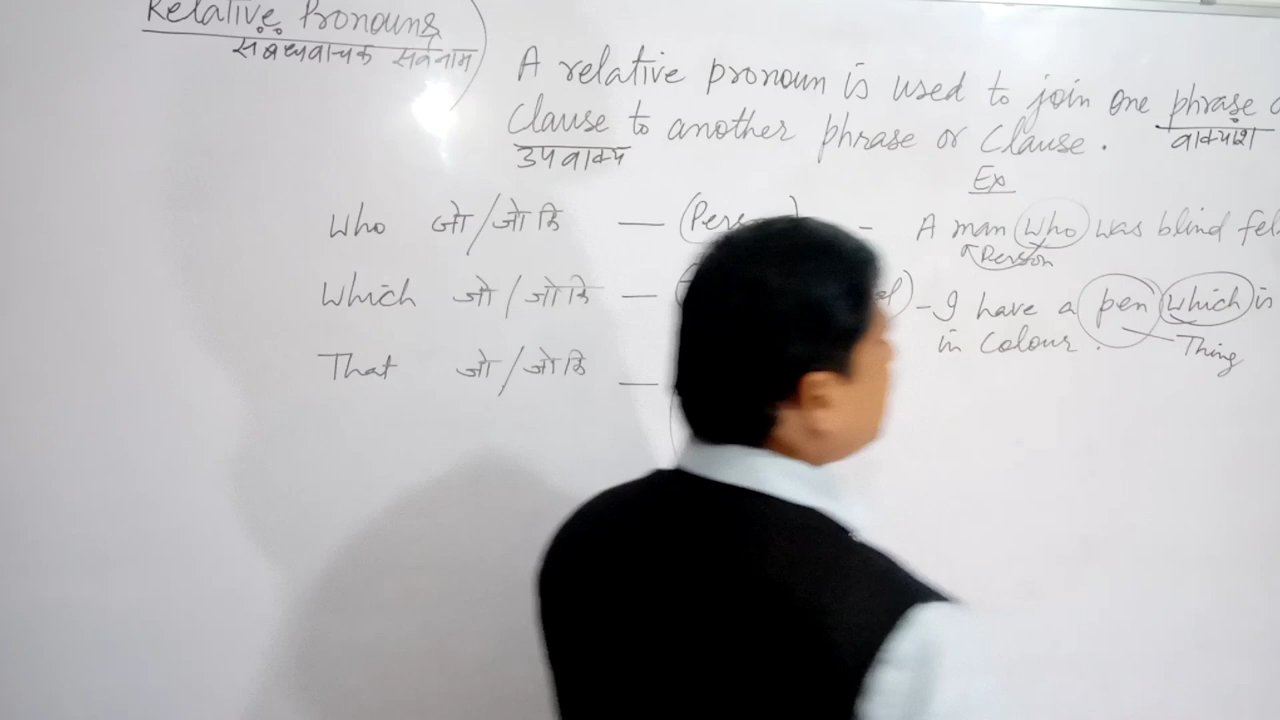 Relative Pronouns
संबंधवाचक सर्वनाम
A relative pronoun is used to join one phrase
वाक्यांश
Clause to another phrase or Clause.
उपवाक्य
Ex
Who जो/जोकि — - A man who was blind
Person
Which जो/जोकि — - I have a pen which is
in Colour.
Thing
That जो/जोकि —